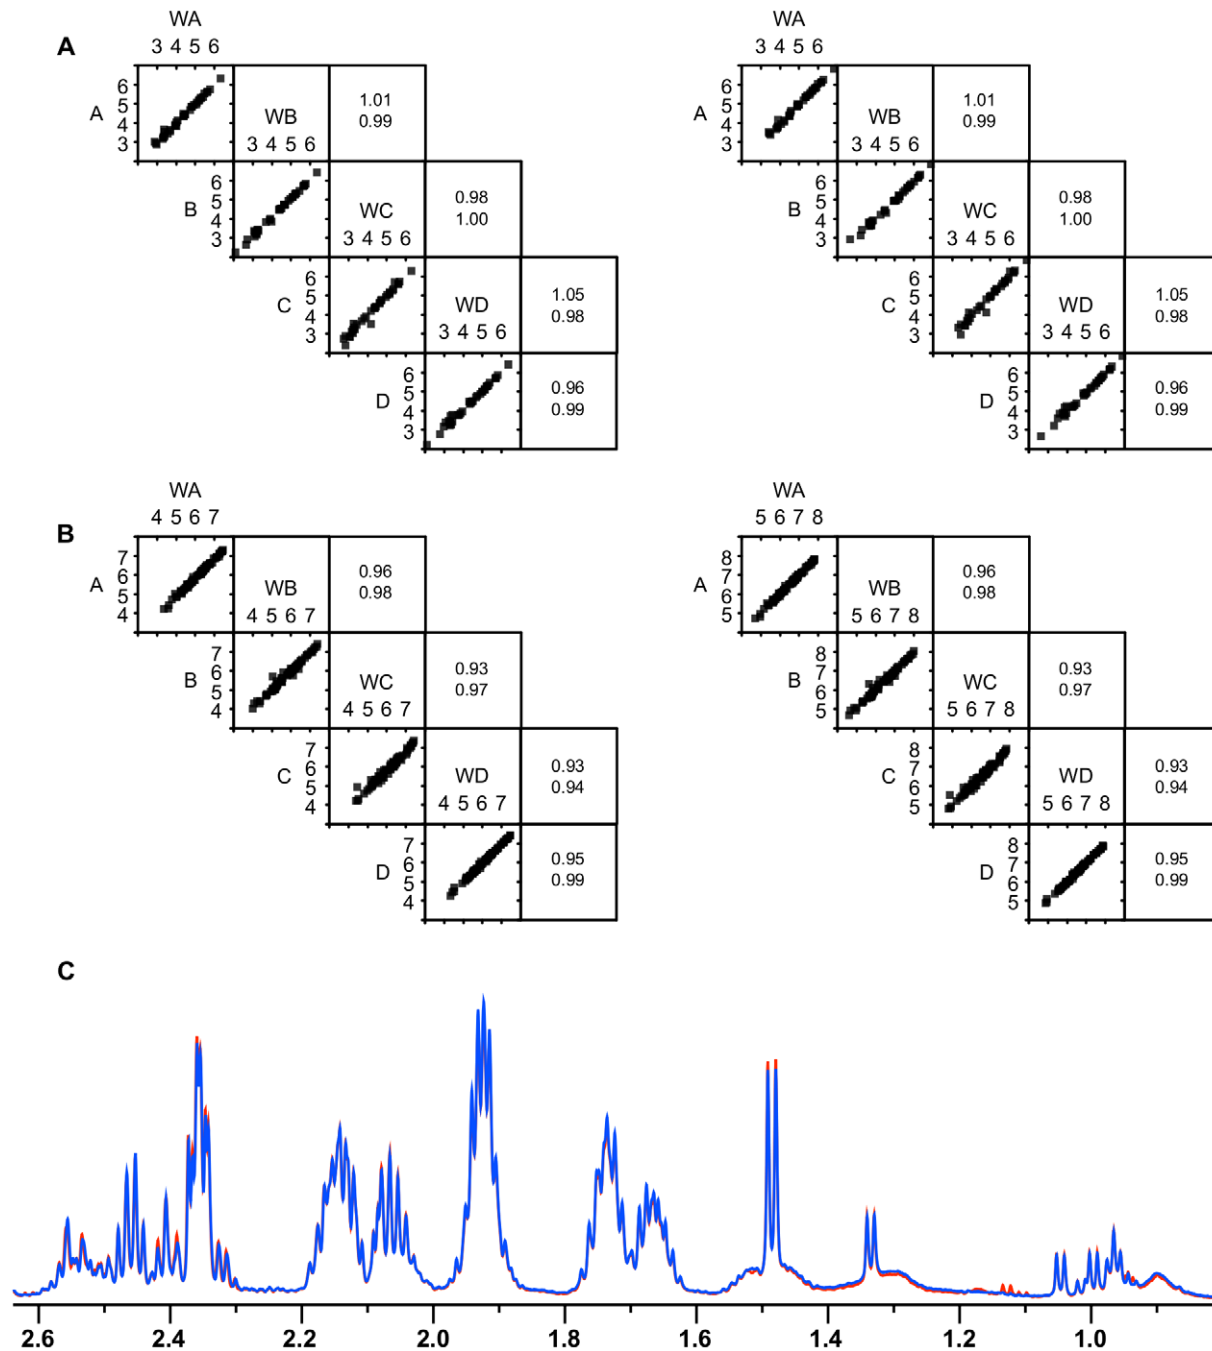 WA WA
A 3 4 5 6 3 4 5 6
6 6
5 1.01 5 1.01
A 4 WB 0.99 A 4 WB 0.99
3 3 4 5 6 3 3 4 5 6
6 6
5 0.98 5 0.98
B 4 WC 1.00 B 4 WC 1.00
3 3 4 5 6 3 3 4 5 6
6 6
5 1.05 5 1.05
C 4 WD 0.98 C 4 WD 0.98
3 3 4 5 6 3 3 4 5 6
6 6
5 0.96 5 0.96
D 4 0.99 D 4 0.99
3 3
WA WA
B 4 5 6 7 5 6 7 8
7 8
6 0.96 7 0.96
A 5 WB 0.98 A 6 WB 0.98
4 4 5 6 7 5 5 6 7 8
7 8
6 0.93 7 0.93
B 5 WC 0.97 B 6 WC 0.97
4 4 5 6 7 5 5 6 7 8
7 8
6 0.93 7 0.93
C 5 WD 0.94 C 6 WD 0.94
4 4 5 6 7 5 5 6 7 8
7 8
6 0.95 7 0.95
D 5 0.99 D 6 0.99
4 5
C
2.6 2.4 2.2 2.0 1.8 1.6 1.4 1.2 1.0